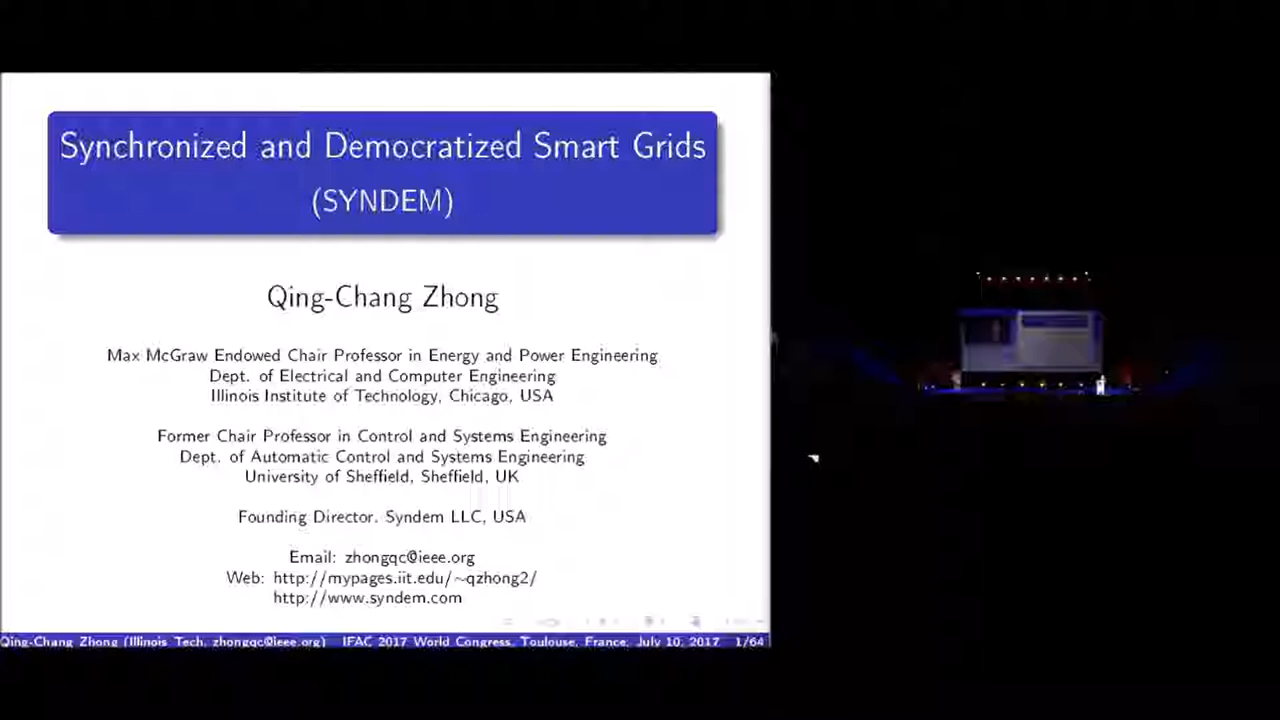 Synchronized and Democratized Smart Grids
(SYNDEM)
Qing-Chang Zhong
Max McGraw Endowed Chair Professor in Energy and Power Engineering
Dept. of Electrical and Computer Engineering
Illinois Institute of Technology, Chicago, USA
Former Chair Professor in Control and Systems Engineering
Dept. of Automatic Control and Systems Engineering
University of Sheffield, Sheffield, UK
Founding Director. Syndem LLC, USA
Email: zhongqc@ieee.org
Web: http://mypages.iit.edu/~qzhong2/
http://www.syndem.com
Qing-Chang Zhong (Illinois Tech, zhongqc@ieee.org) IFAC 2017 World Congress, Toulouse, France, July 10, 2017 1/64